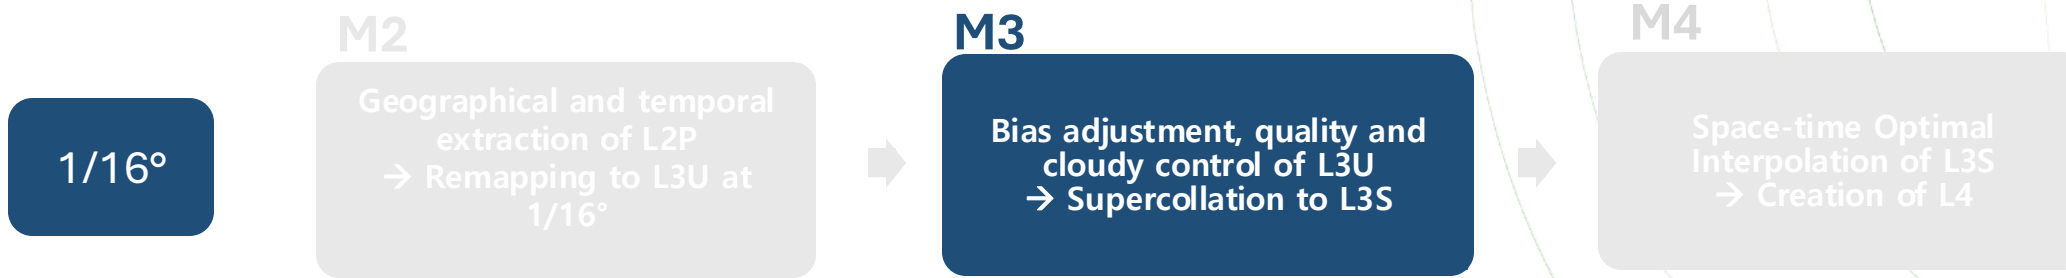 1/16°
M2
Geographical and temporal
extraction of L2P
→ Remapping to L3U at
1/16°
M3
Bias adjustment, quality and
cloudy control of L3U
→ Supercollation to L3S
M4
Space-time Optimal
Interpolation of L3S
→ Creation of L4